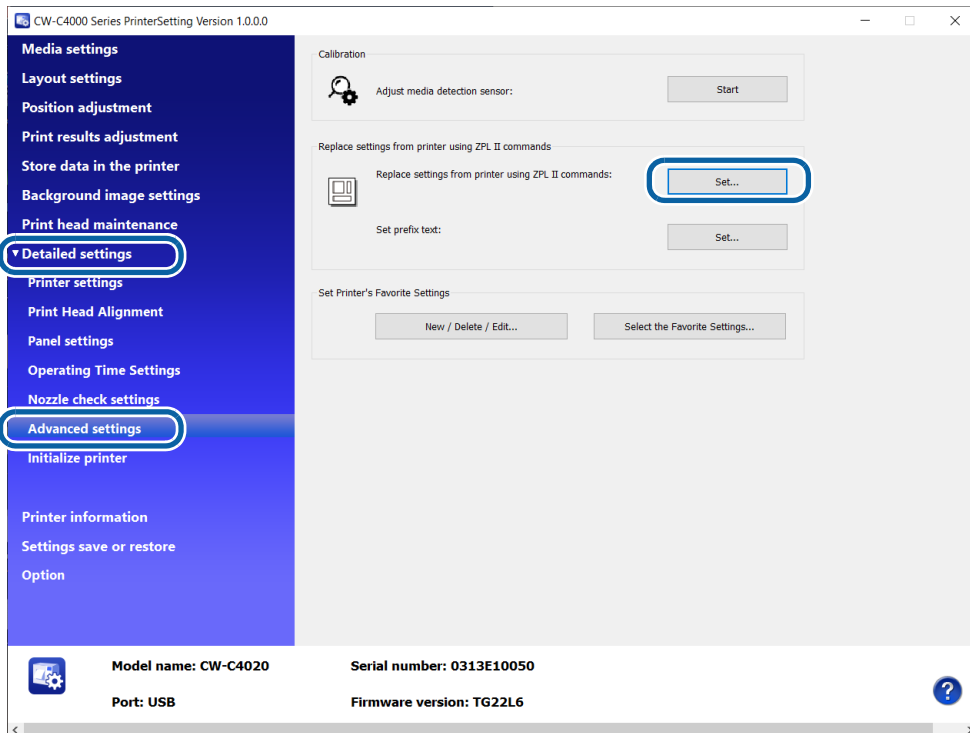 CW-C4000 Series PrinterSetting Version 1.0.0.0
Media settings
Layout settings
Position adjustment
Print results adjustment
Store data in the printer
Background image settings
Print head maintenance
Detailed settings
Printer settings
Print Head Alignment
Panel settings
Operating Time Settings
Nozzle check settings
Advanced settings
Initialize printer
Printer information
Settings save or restore
Option
Calibration
Adjust media detection sensor:
Start
Replace settings from printer using ZPL II commands
Replace settings from printer using ZPL II commands:
Set...
Set prefix text:
Set...
Set Printer's Favorite Settings
New / Delete / Edit...
Select the Favorite Settings...
Model name: CW-C4020
Serial number: 0313E10050
Port: USB
Firmware version: TG22L6
?